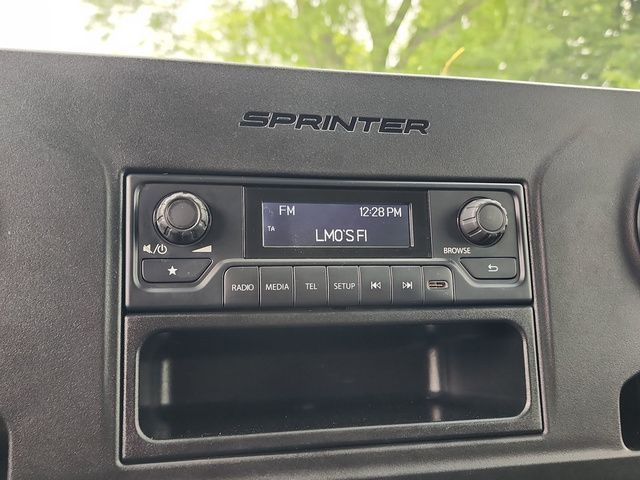 SPRINTER
FM 12:28 PM
TA
LMO'S FI
BROWSE
RADIO MEDIA TEL SETUP